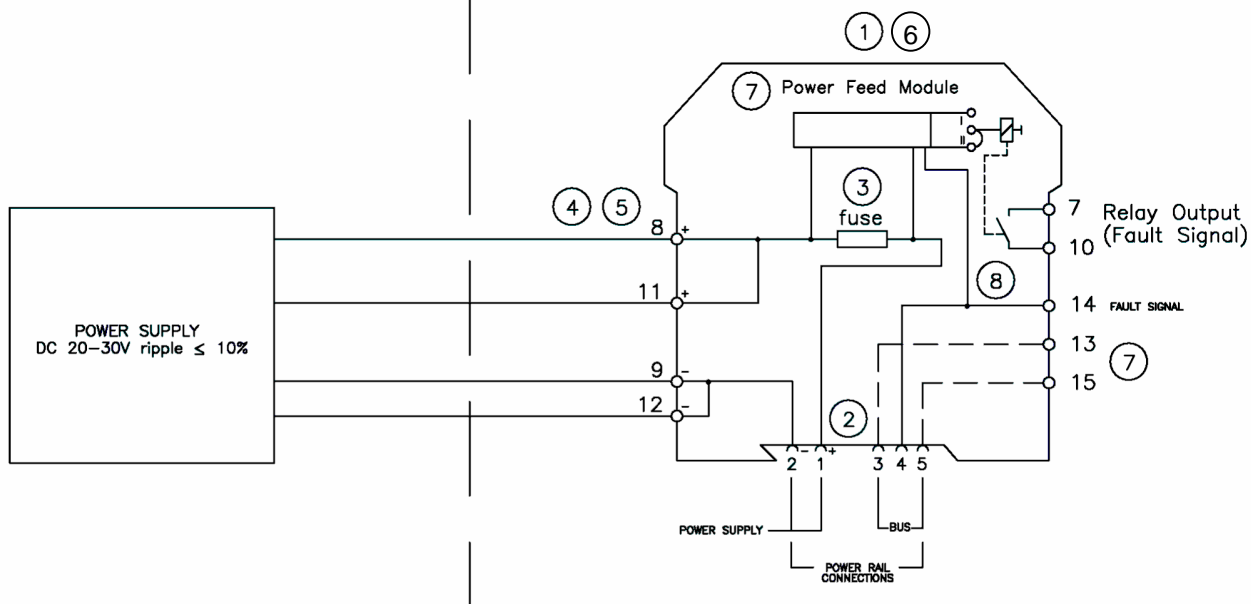 1 6
7 Power Feed Module
I
II
3
fuse
4 5
8 +
7 Relay Output
(Fault Signal)
10
11 +
8
14 FAULT SIGNAL
POWER SUPPLY
DC 20-30V ripple ≤ 10%
13
7
9 -
15
12 -
2
2 - 1 + 3 4 5
POWER SUPPLY
BUS
POWER RAIL
CONNECTIONS